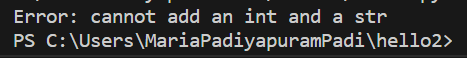 Error: cannot add an int and a str
PS C:\Users\MariaPadiyapuramPadi\hello2>